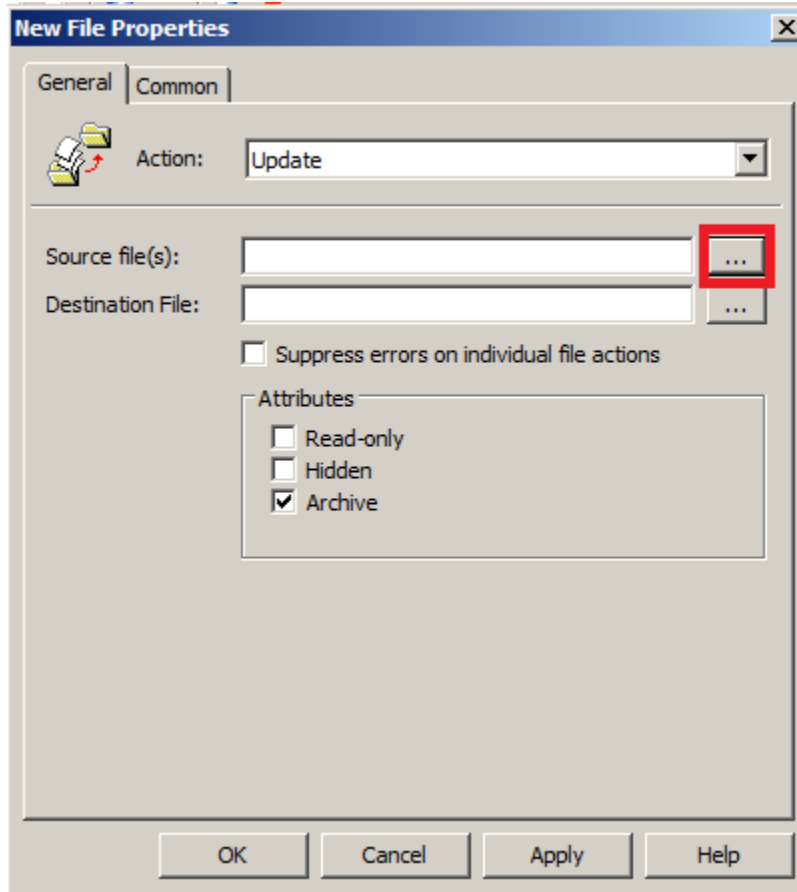 New File Properties
General Common
Action: Update
Source file(s): ...
Destination File: ...
Suppress errors on individual file actions
Attributes
Read-only
Hidden
Archive
OK Cancel Apply Help